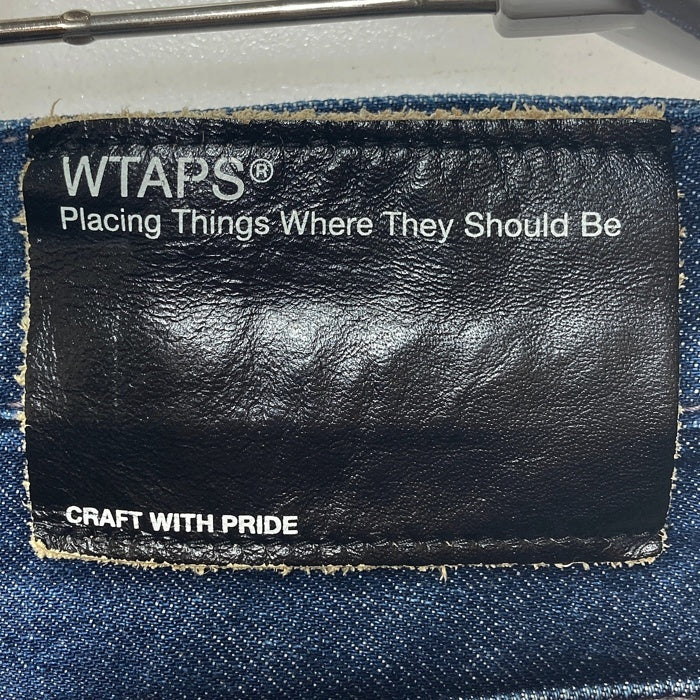 WTAPS®
Placing Things Where They Should Be
CRAFT WITH PRIDE